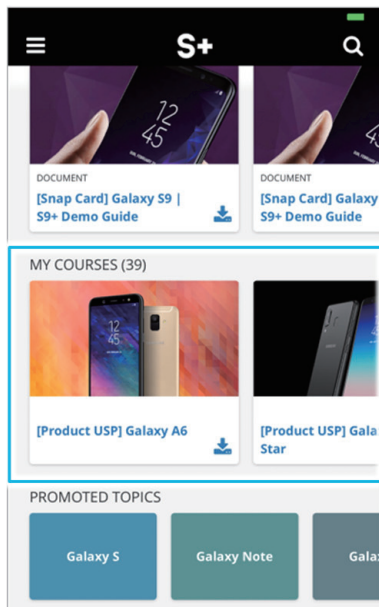 S+
12
45
DOCUMENT
[Snap Card] Galaxy S9 |
S9+ Demo Guide
DOCUMENT
[Snap Card] Galaxy
S9+ Demo Guide
MY COURSES (39)
12
45
[Product USP] Galaxy A6
[Product USP] Gala
Star
PROMOTED TOPICS
Galaxy S
Galaxy Note
Gala